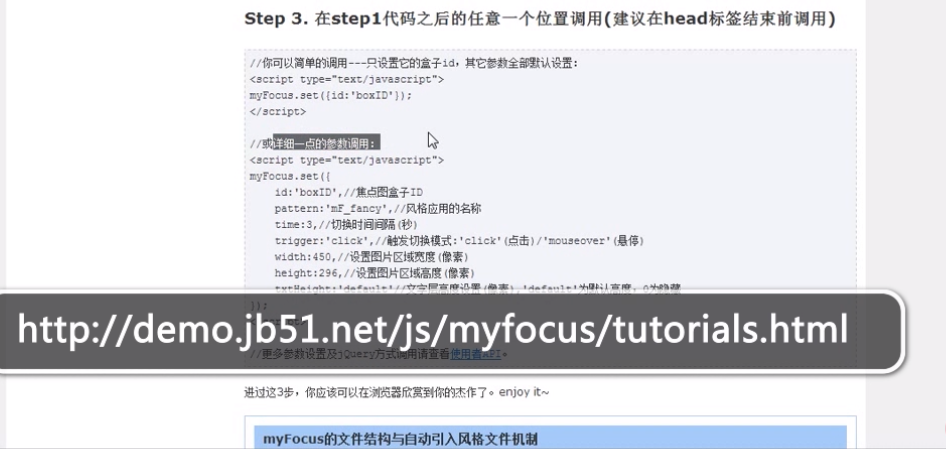 Step 3. 在step1代码之后的任意一个位置调用(建议在head标签结束前调用)
//你可以简单的调用---只设置它的盒子id，其它参数全部默认设置:
<script type="text/javascript">
myFocus.set({id:'boxID'});
</script>
//或详细一点的参数调用:
<script type="text/javascript">
myFocus.set({
id:'boxID',//焦点图盒子ID
pattern:'mF_fancy',//风格应用的名称
time:3,//切换时间间隔(秒)
trigger:'click',//触发切换模式:'click'(点击)/'mouseover'(悬停)
width:450,//设置图片区域宽度(像素)
height:296,//设置图片区域高度(像素)
txtHeight:'default'//文字层高度设置(像素),'default'为默认高度，0为隐藏
});
http://demo.jb51.net/js/myfocus/tutorials.html
//更多参数设置及jQuery方式调用请查看使用者API。
进过这3步，你应该可以在浏览器欣赏到你的杰作了。enjoy it~
myFocus的文件结构与自动引入风格文件机制